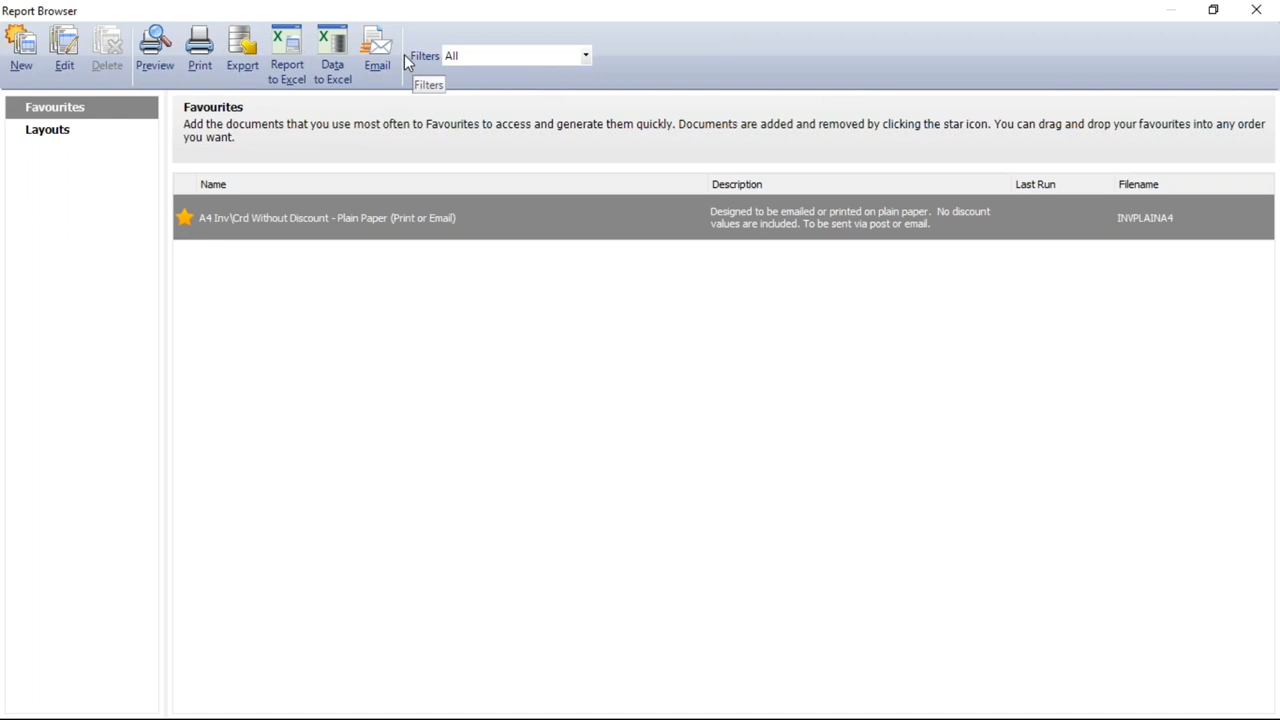 Report Browser
New
Edit
Delete
Preview
Print
Export
Report
to Excel
Data
to Excel
Email
Filters All
Filters
Favourites
Layouts
Favourites
Add the documents that you use most often to Favourites to access and generate them quickly. Documents are added and removed by clicking the star icon. You can drag and drop your favourites into any order
you want.
Name Description Last Run Filename
A4 Inv\Crd Without Discount - Plain Paper (Print or Email)
Designed to be emailed or printed on plain paper. No discount
values are included. To be sent via post or email.
INVPLAINA4